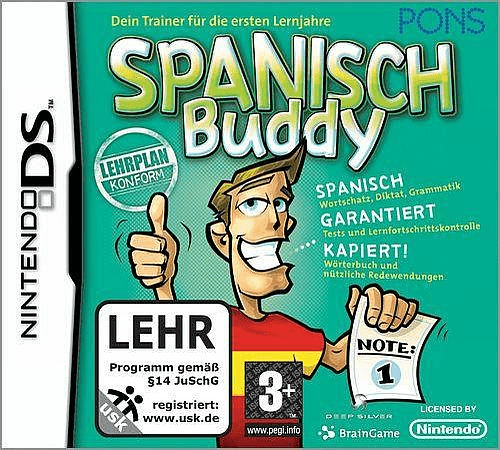 Dein Trainer für die ersten Lernjahre
PONS
SPANISCH
Buddy
LEHRPLAN
KONFORM
SPANISCH
Wortschatz, Diktat, Grammatik
GARANTIERT
Tests und Lernfortschrittskontrolle
KAPIERT!
Wörterbuch und
nützliche Redewendungen
NINTENDO DS™
LEHR
Programm gemäß
§14 JuSchG
registriert:
www.usk.de
usk
3+
www.pegi.info
NOTE:
1
DEEP SILVER
BrainGame
LICENSED BY
Nintendo